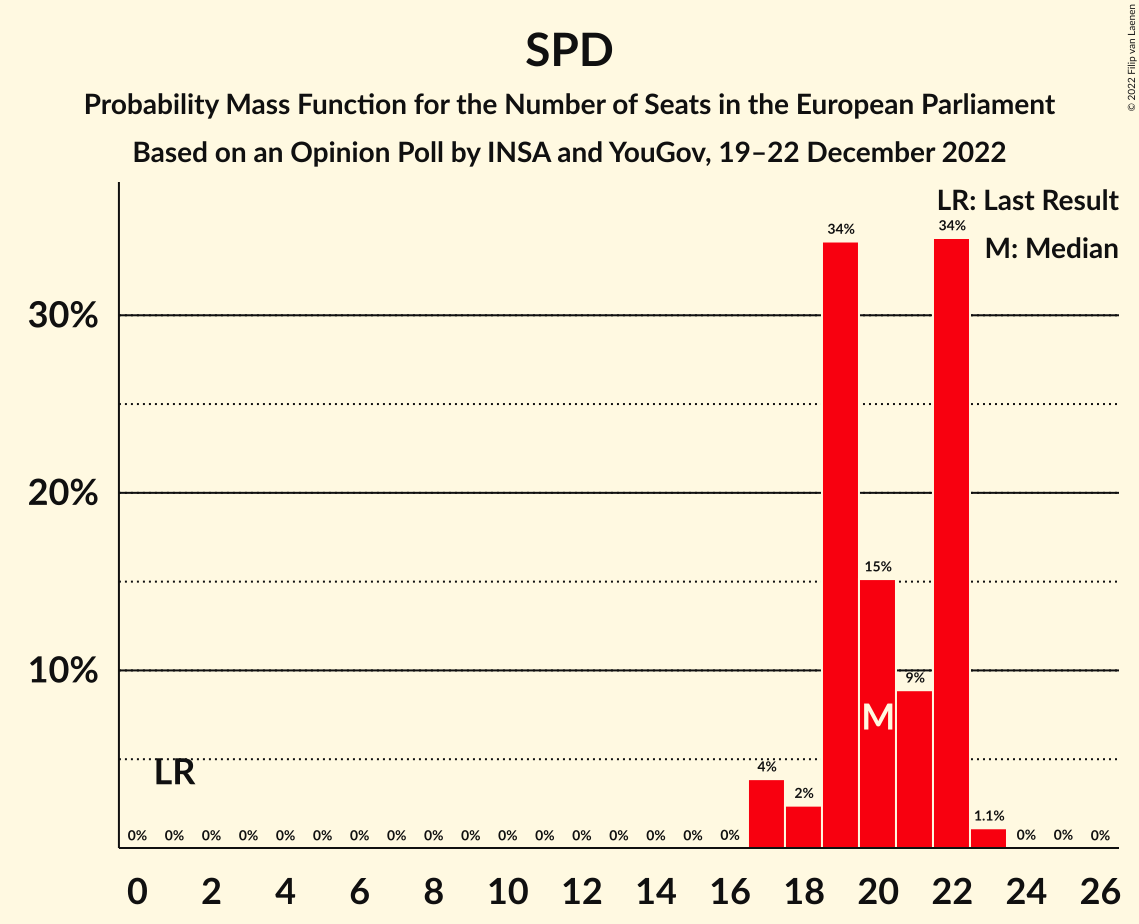 SPD
Probability Mass Function for the Number of Seats in the European Parliament
Based on an Opinion Poll by INSA and YouGov, 19–22 December 2022
© 2022 Filip van Laenen
LR: Last Result
M: Median
34% 34%
30%
20%
15%
10%
9%
M
LR
4%
2%
1.1%
0% 0% 0% 0% 0% 0% 0% 0% 0% 0% 0% 0% 0% 0% 0% 0% 0% 0% 0% 0%
0 2 4 6 8 10 12 14 16 18 20 22 24 26